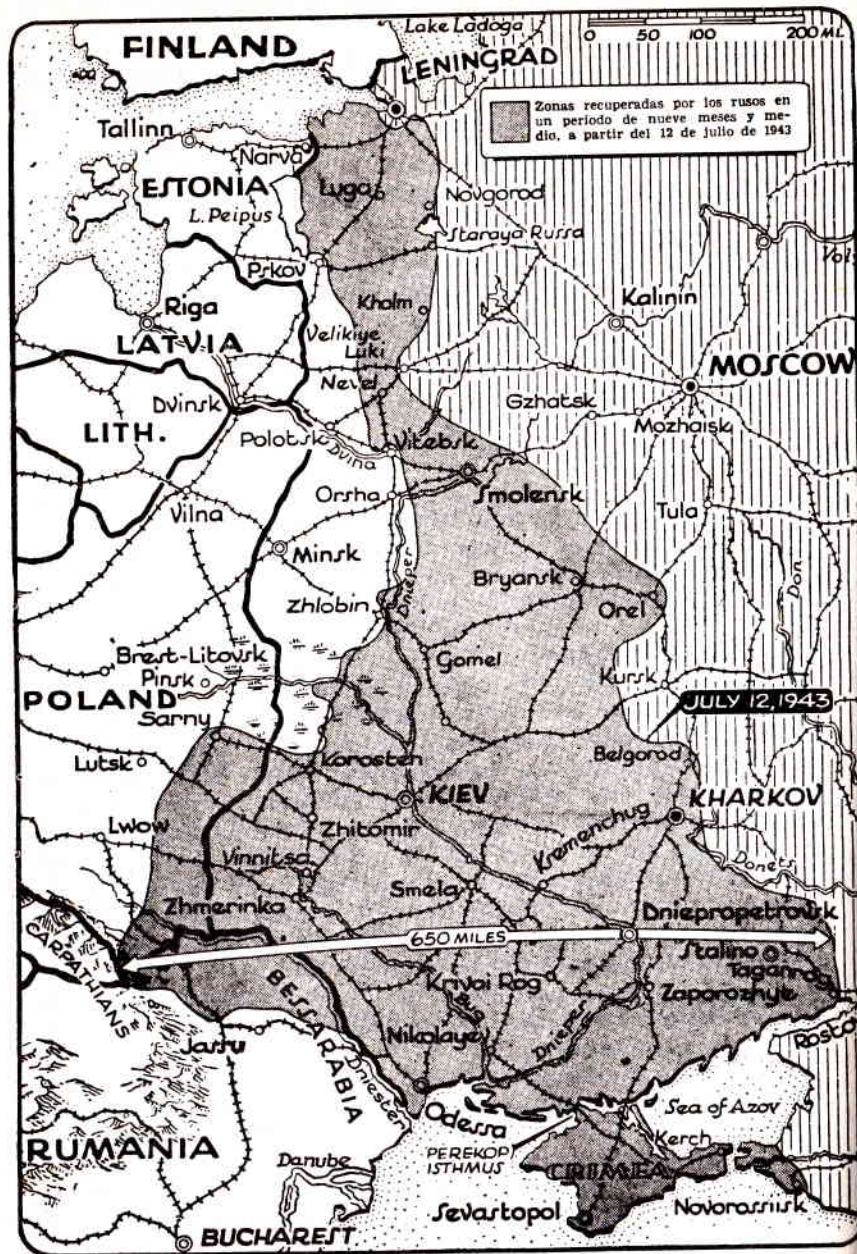 Lake Ladoga
FINLAND
LENINGRAD
0 50 100 200 ML
Zonas recuperadas por los rusos en
un período de nueve meses y me-
dio, a partir del 12 de julio de 1943
Tallinn
Narva
ESTONIA
Luga
L. Peipus
Novgorod
Staraya Russa
Pskov
Kholm
Kalinin
Riga
LATVIA
Velikiye
Luki
Nevel
MOSCOW
Dvinsk
Gzhatsk
Mozhaisk
LITH.
Polotsk
Dvina
Vitebsk
Orsha
Smolensk
Vilna
Tula
Minsk
Dnieper
Bryansk
Orel
Don
Zhlobin
Gomel
Brest-Litovsk
Pinsk
Kursk
POLAND
JULY 12, 1943
Sarny
Lutsk
Korosten
Belgorod
KIEV
KHARKOV
Lwow
Zhitomir
Kremenchug
Donets
Vinnitsa
Smela
Zhmerinka
Dniepropetrovsk
650 MILES
Stalino
Taganrog
CARPATHIANS
BESSARABIA
Krivoi Rog
Bug
Zaporozhye
Nikolayev
Dnieper
Jassy
Dniester
Odessa
Sea of Azov
PEREKOP
ISTHMUS
Kerch
RUMANIA
CRIMEA
Danube
Sevastopol
Novorossiisk
BUCHAREST